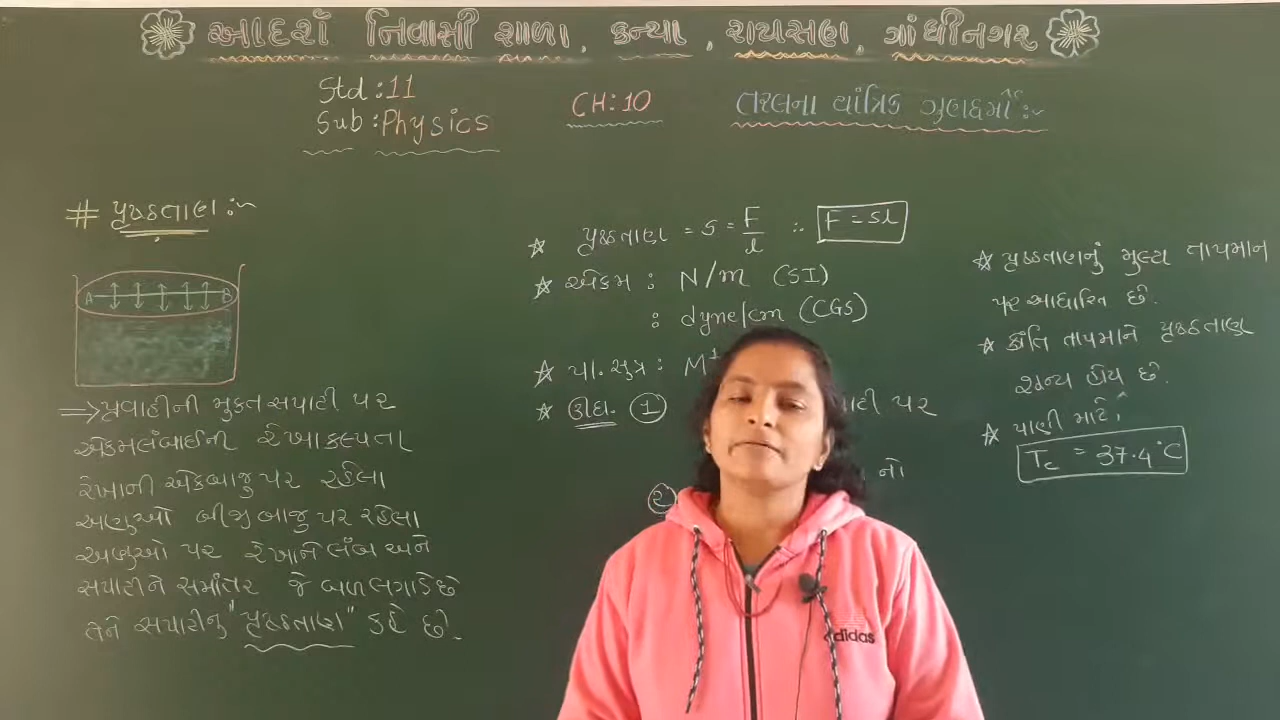 આદર્શ નિવાસી શાળા, કન્યા, રાયસણ, ગાંધીનગર
Std : 11
Sub : Physics
CH : 10
તરલના યાંત્રિક ગુણધર્મો :-
# પૃષ્ઠતાણ :-
A B
⇒ પ્રવાહીની મુક્ત સપાટી પર
એકમલંબાઈની રેખા કલ્પતા
રેખાની એકબાજુ પર રહેલા
અણુઓ બીજી બાજુ પર રહેલા
અણુઓ પર રેખાને લંબ અને
સપાટીને સમાંતર જે બળ લગાડે છે
તેને સપાટીનું "પૃષ્ઠતાણ" કહે છે.
☆ પૃષ્ઠતાણ = S = F/l ∴ F = Sl
☆ એકમ : N/m (SI)
: dyne/cm (CGS)
☆ પા. સુત્ર : M¹
☆ ઊદા. ①
પર
નો
②
☆ પૃષ્ઠતાણનું મુલ્ય તાપમાન
પર આધારિત છે.
☆ ક્રાંતિ તાપમાને પૃષ્ઠતાણ
શૂન્ય હોય છે.
☆ પાણી માટે,
Tc = 37.4°C
adidas